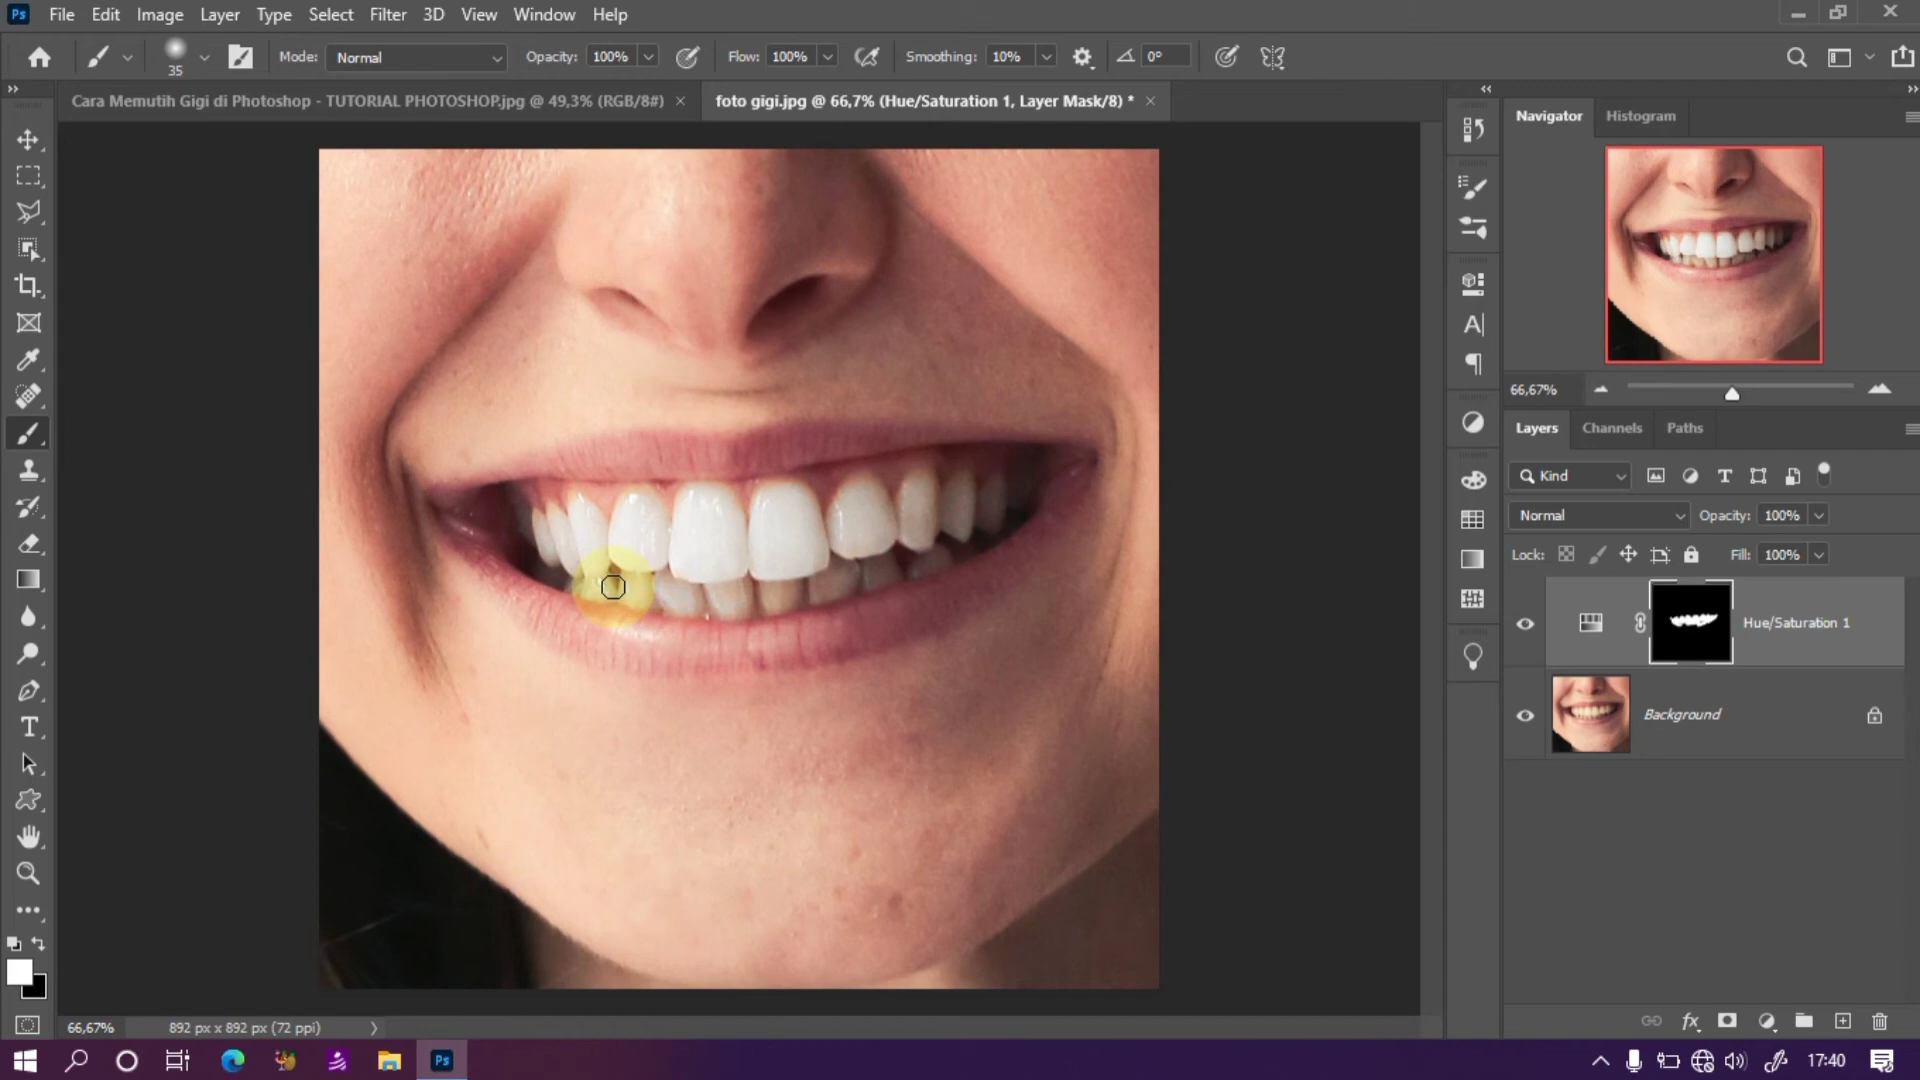 Ps File Edit Image Layer Type Select Filter 3D View Window Help
35 Mode: Normal Opacity: 100% Flow: 100% Smoothing: 10% 0°
Cara Memutih Gigi di Photoshop - TUTORIAL PHOTOSHOP.jpg @ 49,3% (RGB/8#) × foto gigi.jpg @ 66,7% (Hue/Saturation 1, Layer Mask/8) * ×
Navigator Histogram
66,67%
Layers Channels Paths
Kind
Normal Opacity: 100%
Lock: Fill: 100%
Hue/Saturation 1
Background
66,67% 892 px x 892 px (72 ppi)
Ps 17:40